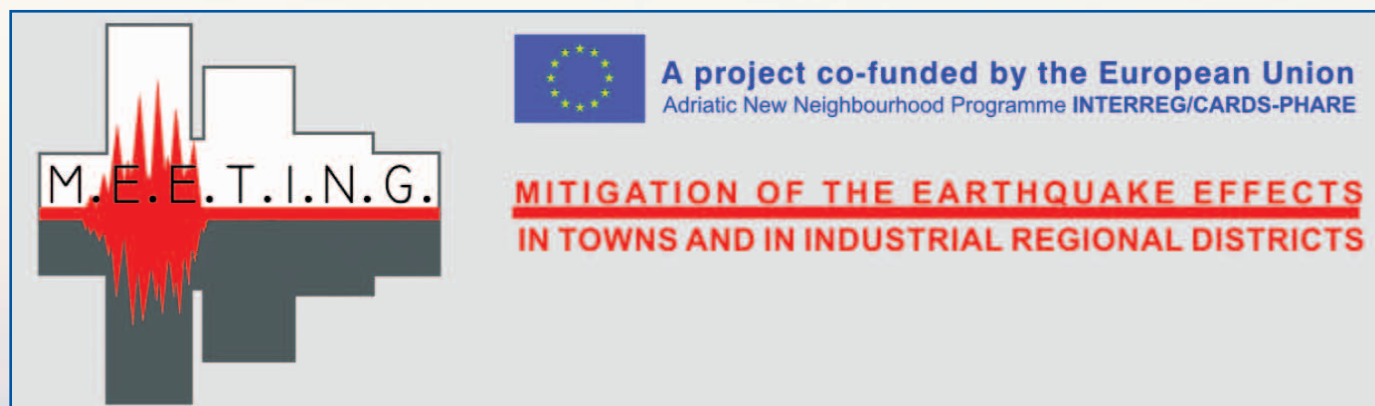 M.E.E.T.I.N.G.
A project co-funded by the European Union
Adriatic New Neighbourhood Programme INTERREG/CARDS-PHARE
MITIGATION OF THE EARTHQUAKE EFFECTS
IN TOWNS AND IN INDUSTRIAL REGIONAL DISTRICTS